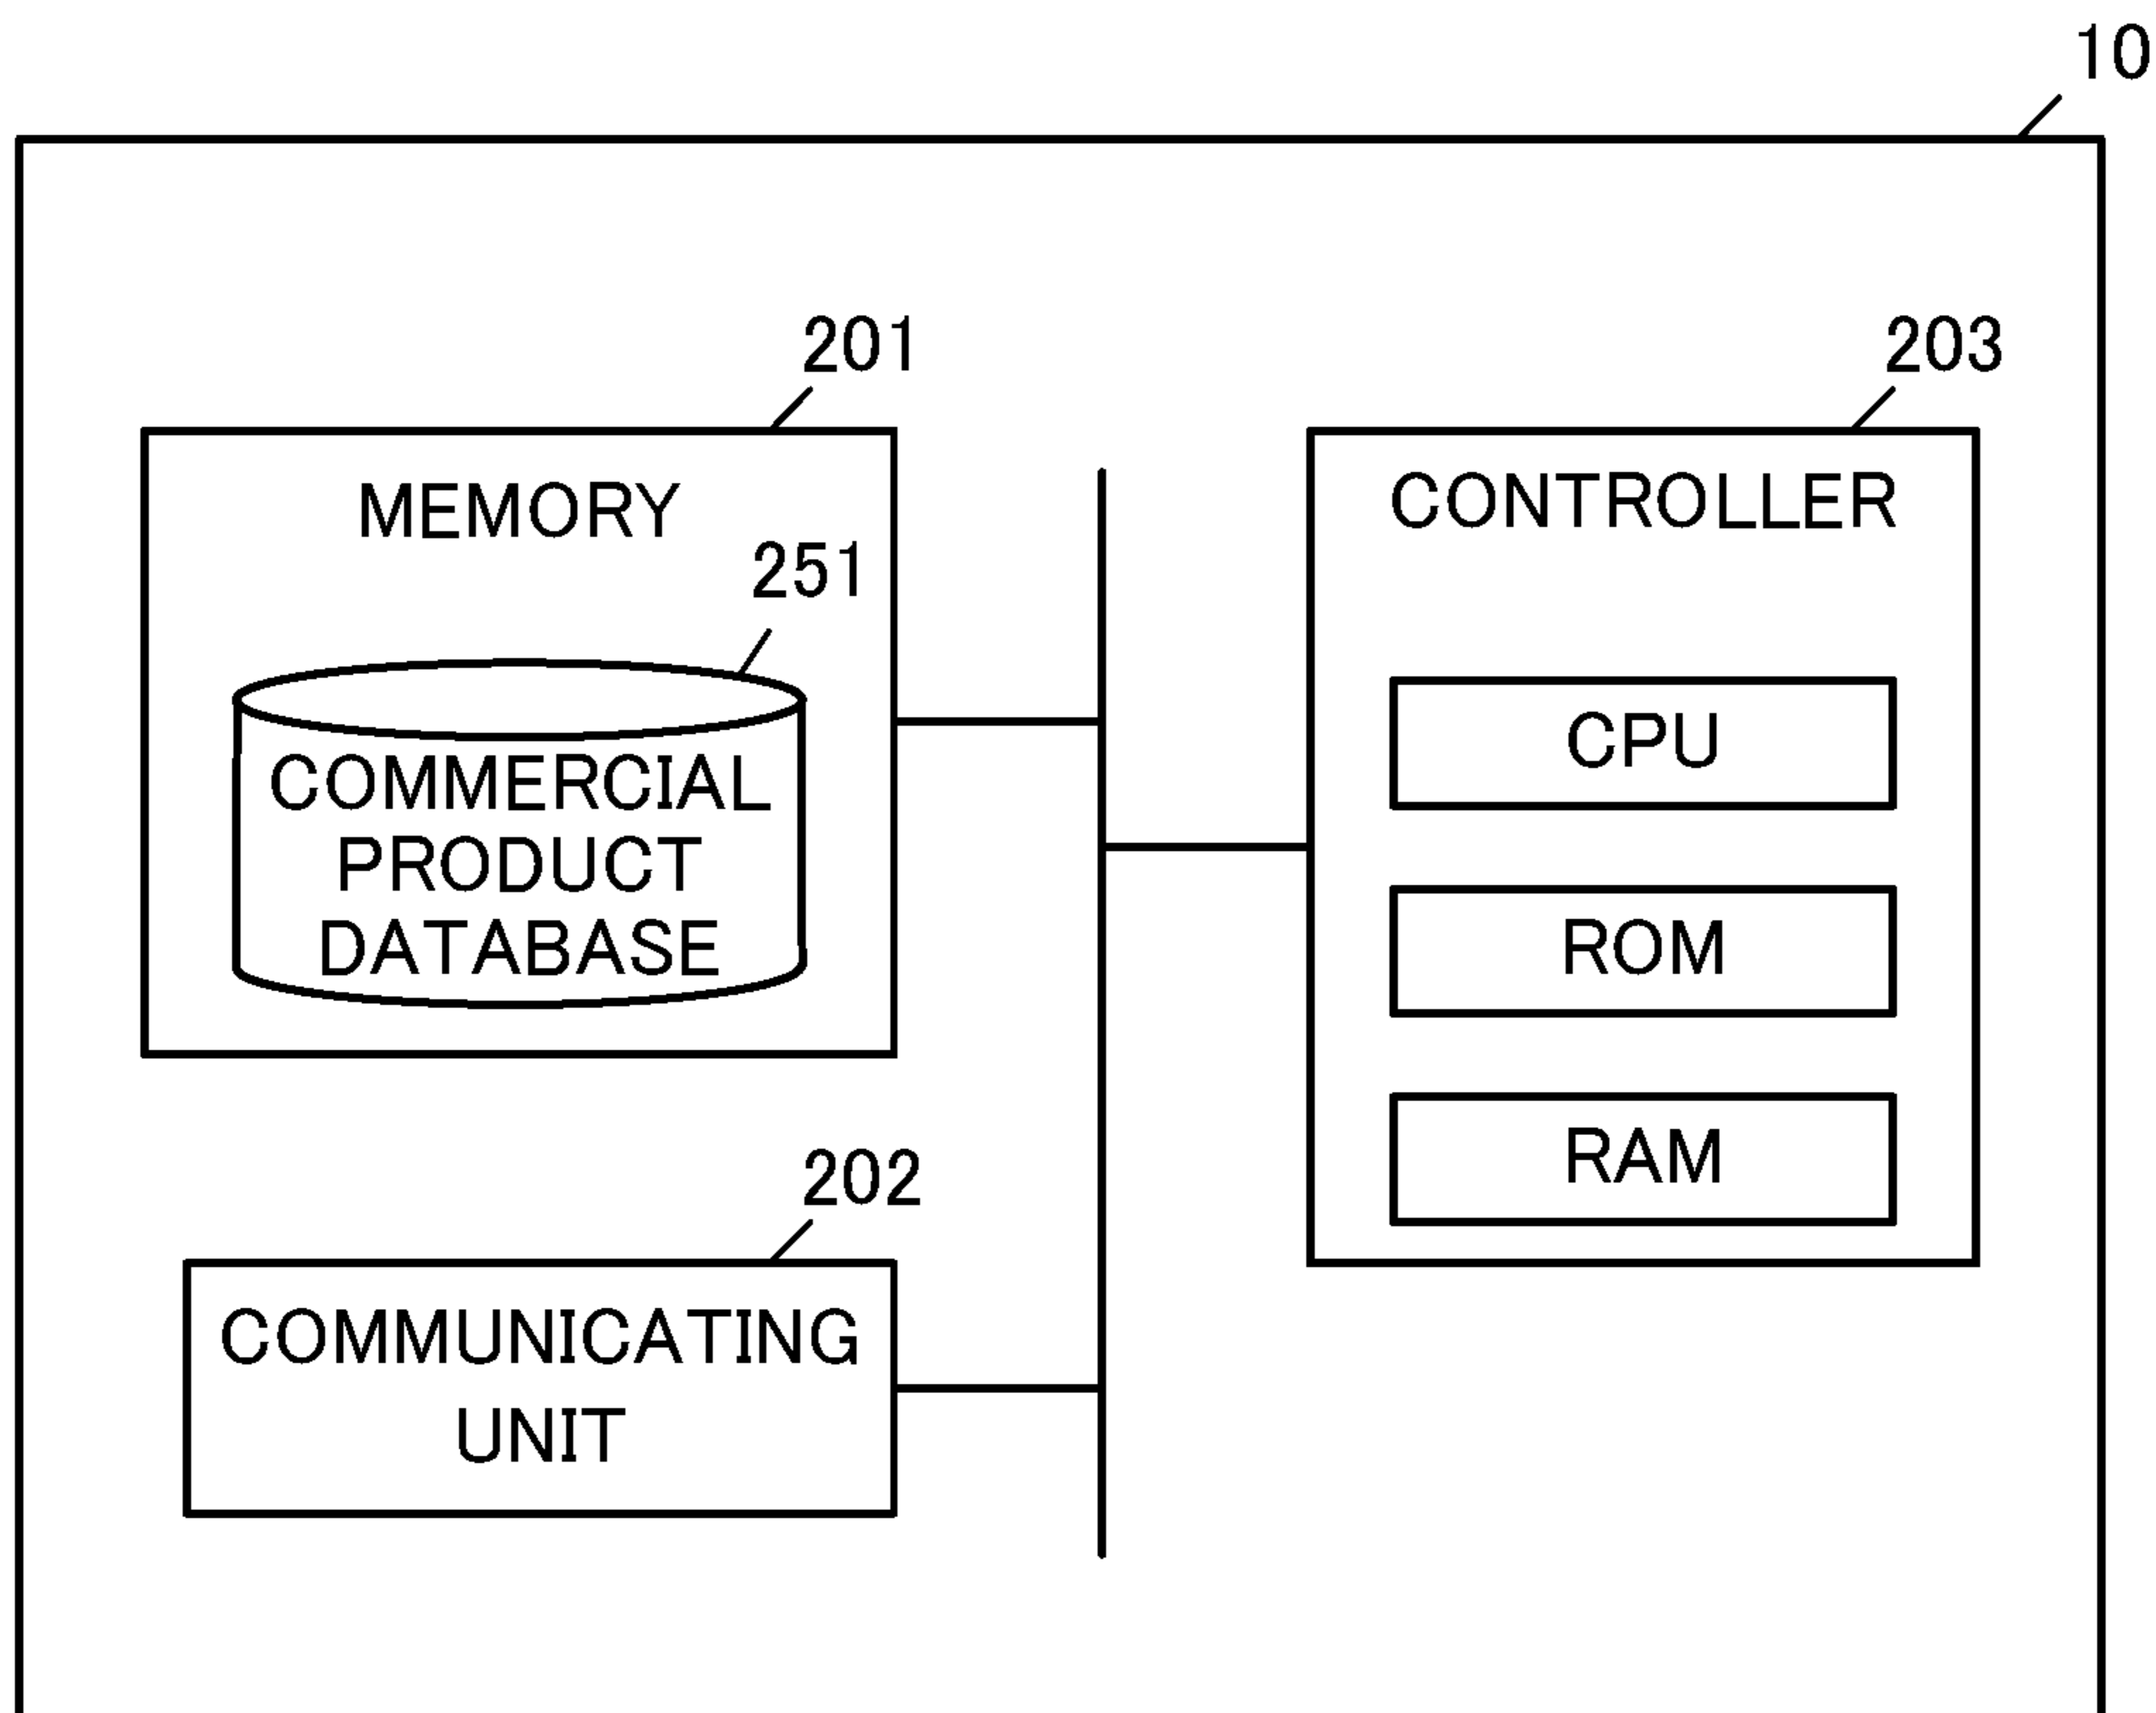 10
201
MEMORY
251
COMMERCIAL
PRODUCT
DATABASE
202
COMMUNICATING
UNIT
203
CONTROLLER
CPU
ROM
RAM